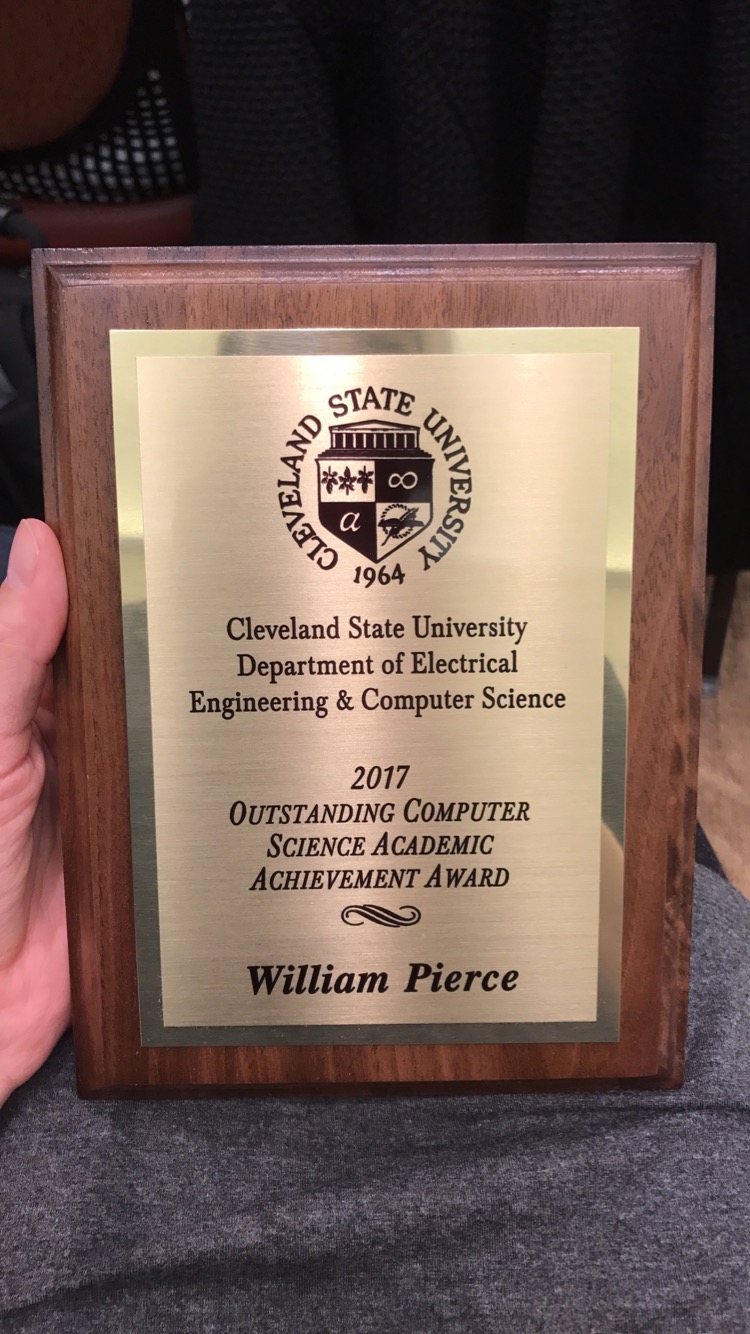 CLEVELAND STATE UNIVERSITY
∞
a
1964
Cleveland State University
Department of Electrical
Engineering & Computer Science
2017
OUTSTANDING COMPUTER
SCIENCE ACADEMIC
ACHIEVEMENT AWARD
William Pierce